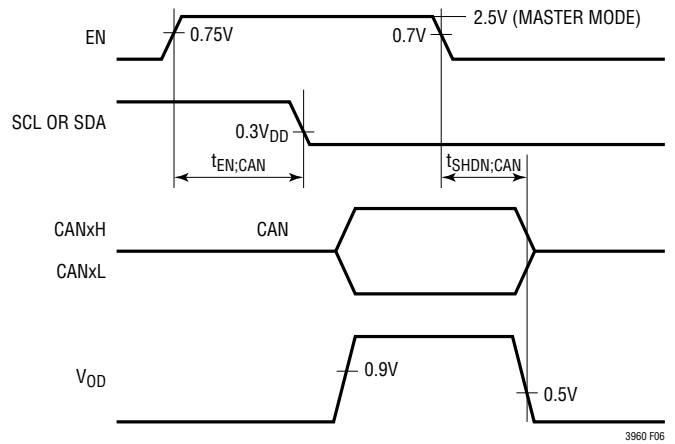 2.5V (MASTER MODE)
EN
0.75V
0.7V
SCL OR SDA
0.3VDD
tEN;CAN
tSHDN;CAN
CANxH
CAN
CANxL
0.9V
VOD
0.5V
3960 F06